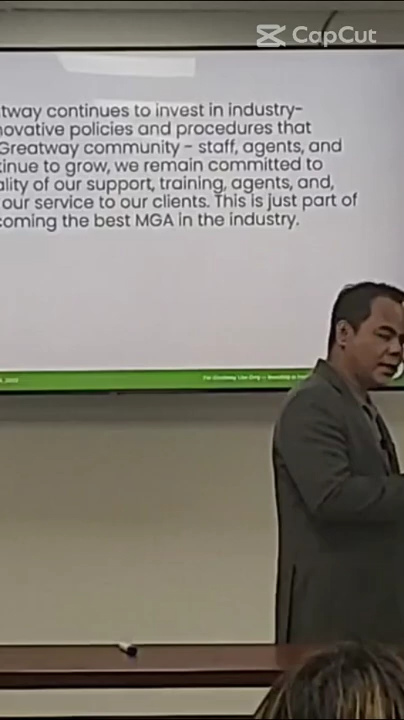 CapCut
tway continues to invest in industry-
novative policies and procedures that
Greatway community - staff, agents, and
tinue to grow, we remain committed to
ality of our support, training, agents, and,
our service to our clients. This is just part of
coming the best MGA in the industry.